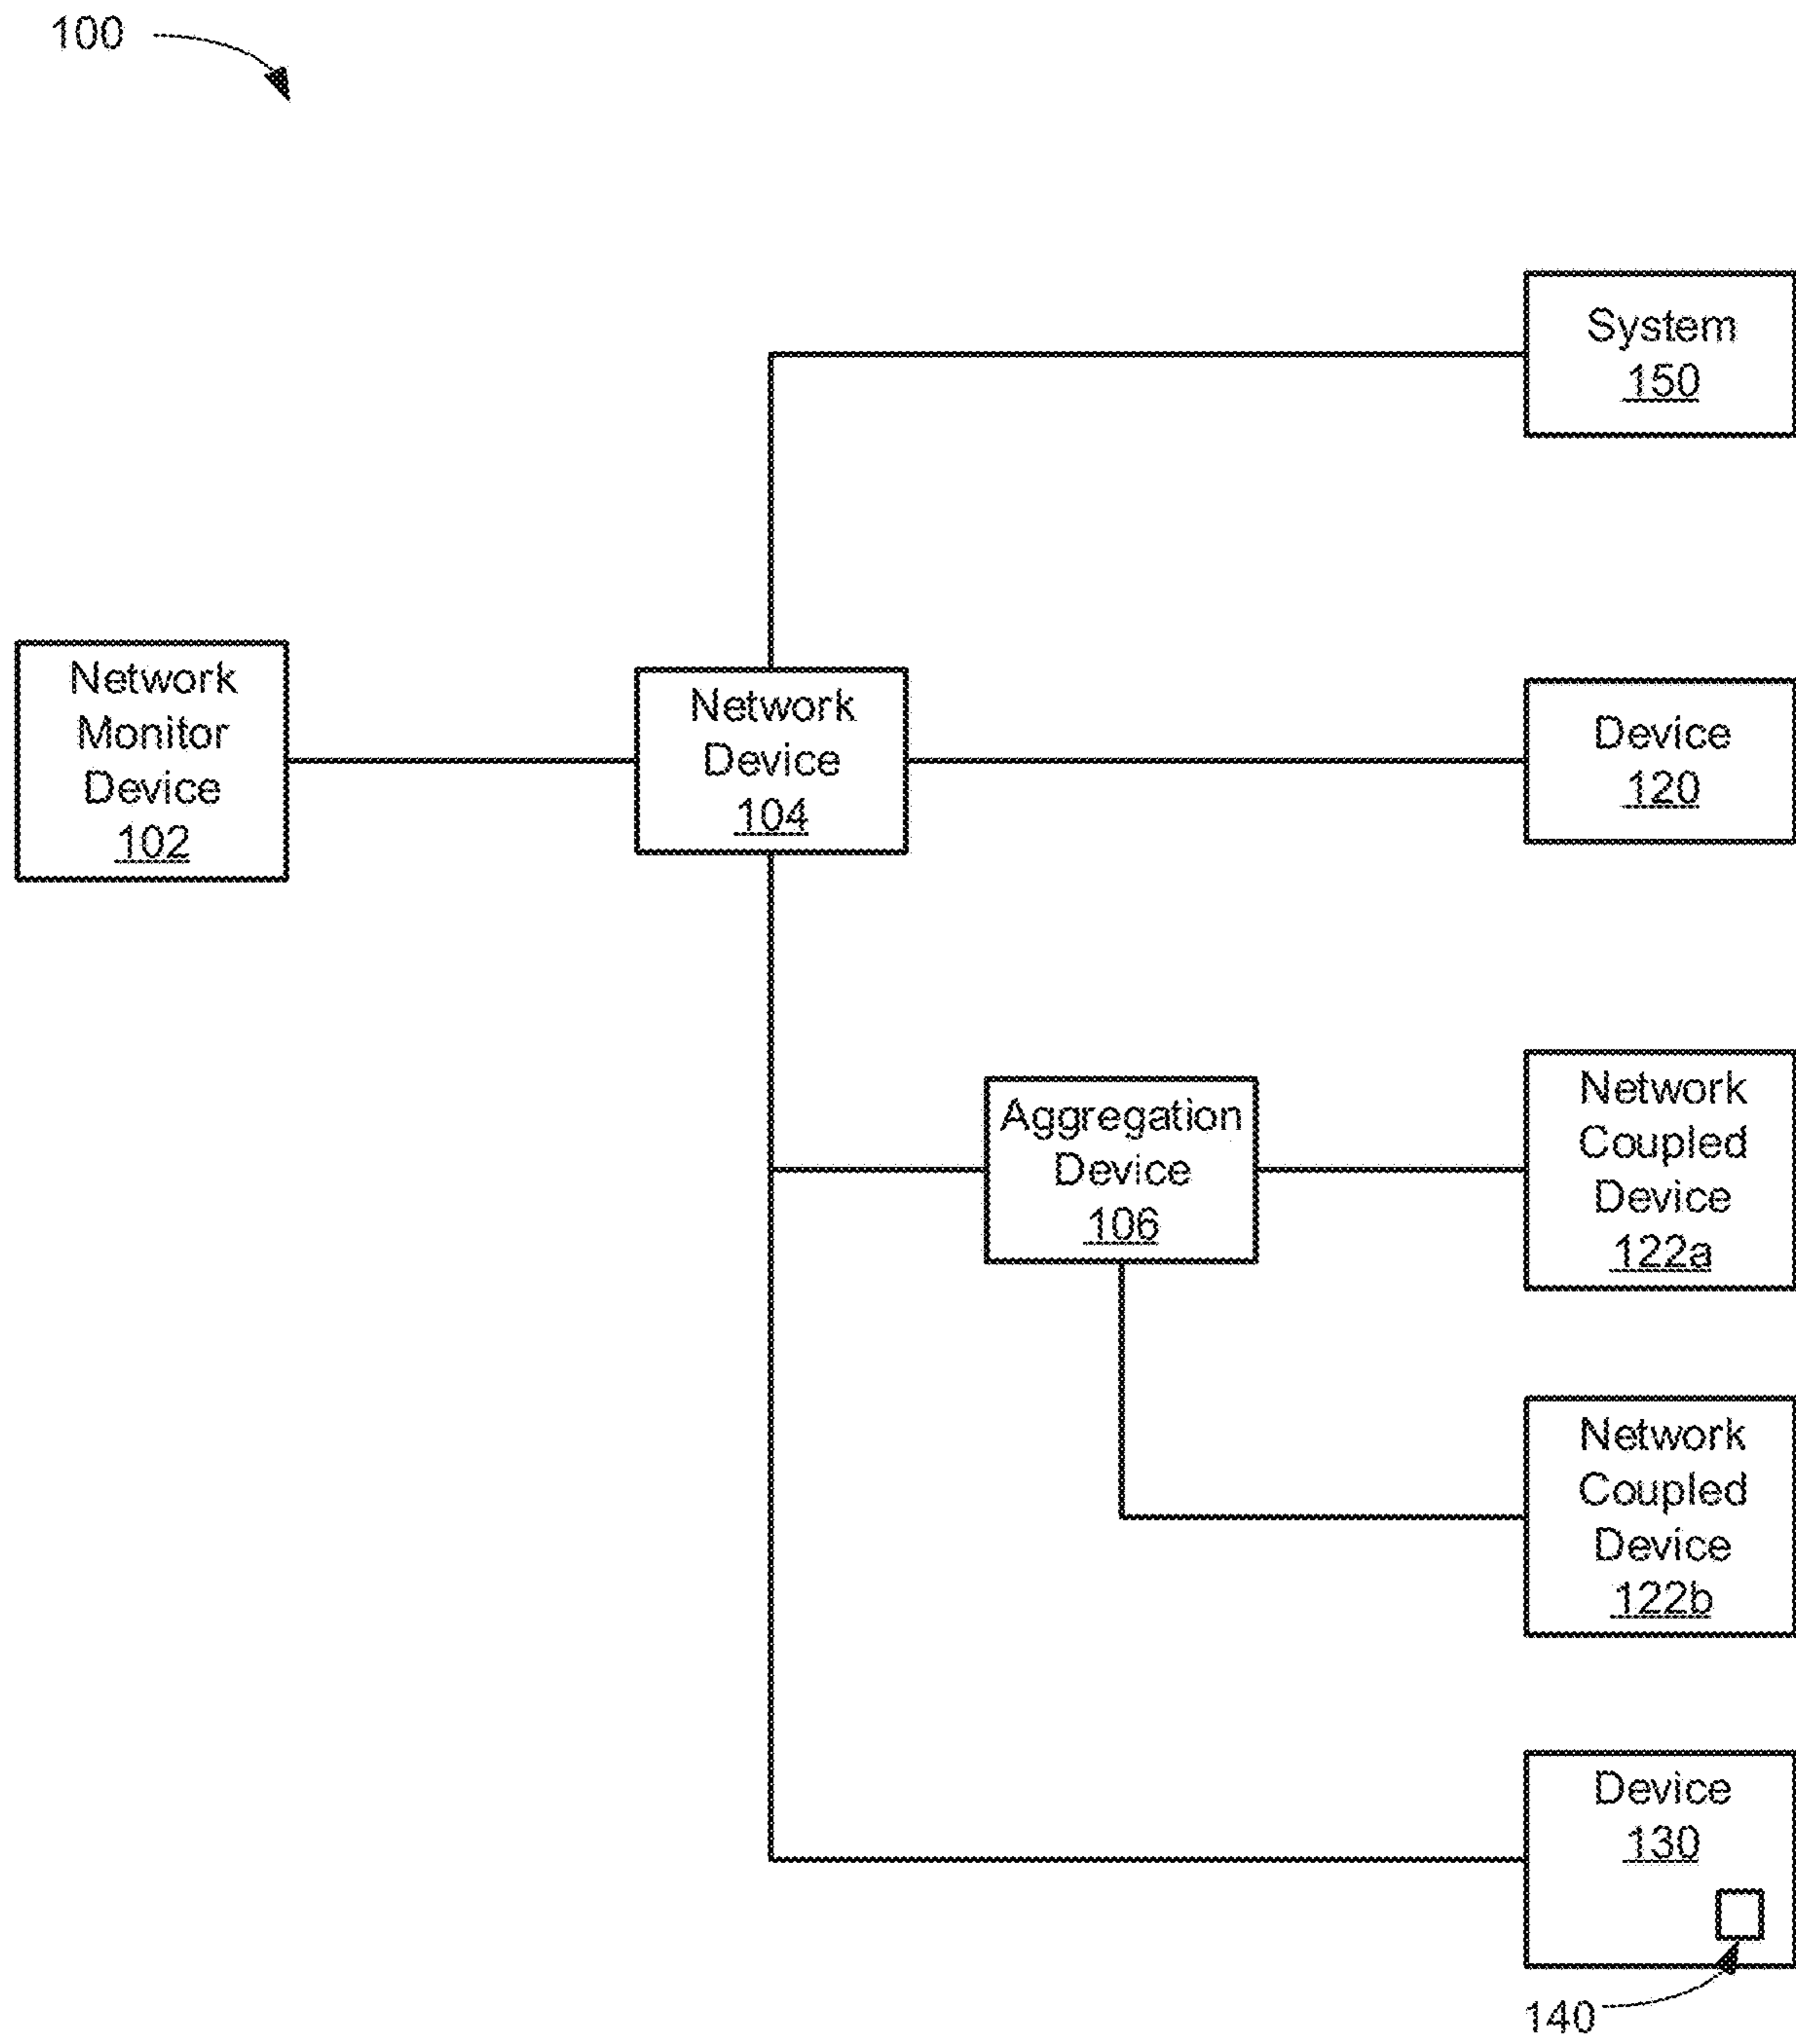 100
System
150
Network
Monitor
Device
102
Network
Device
104
Device
120
Aggregation
Device
106
Network
Coupled
Device
122a
Network
Coupled
Device
122b
Device
130
140